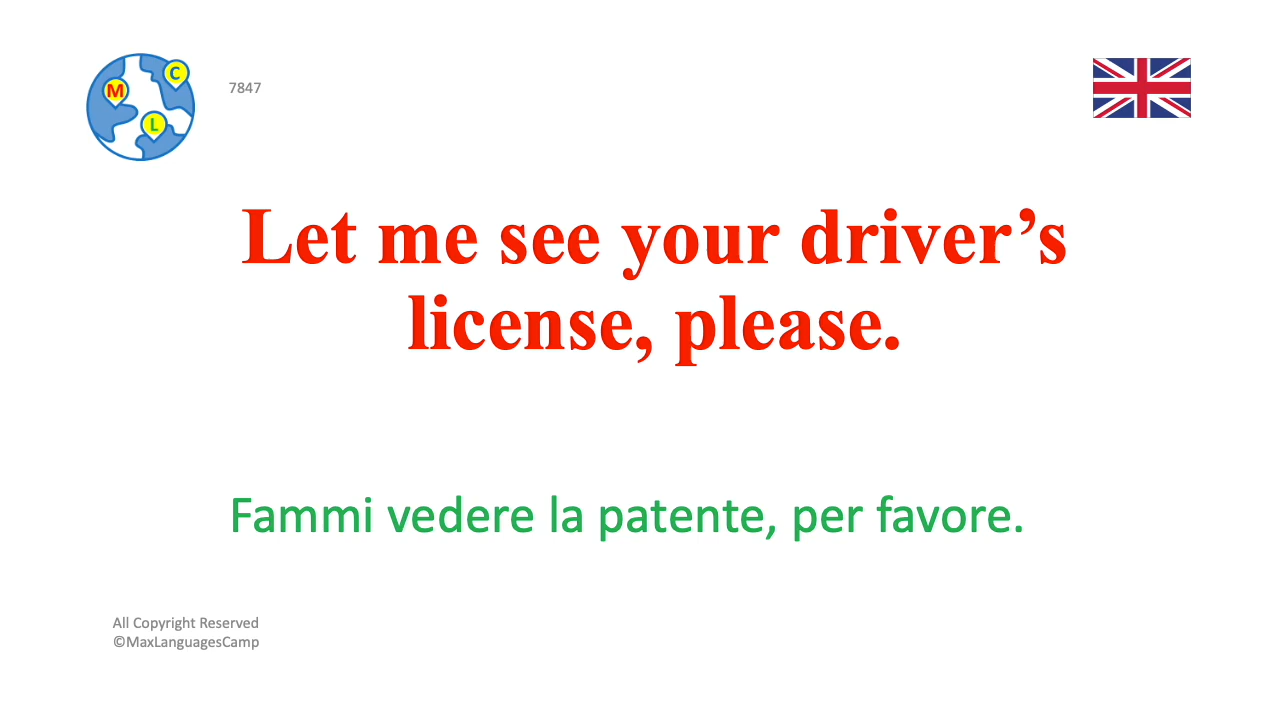 7847
M
C
L
Let me see your driver’s
license, please.
Fammi vedere la patente, per favore.
All Copyright Reserved
©MaxLanguagesCamp